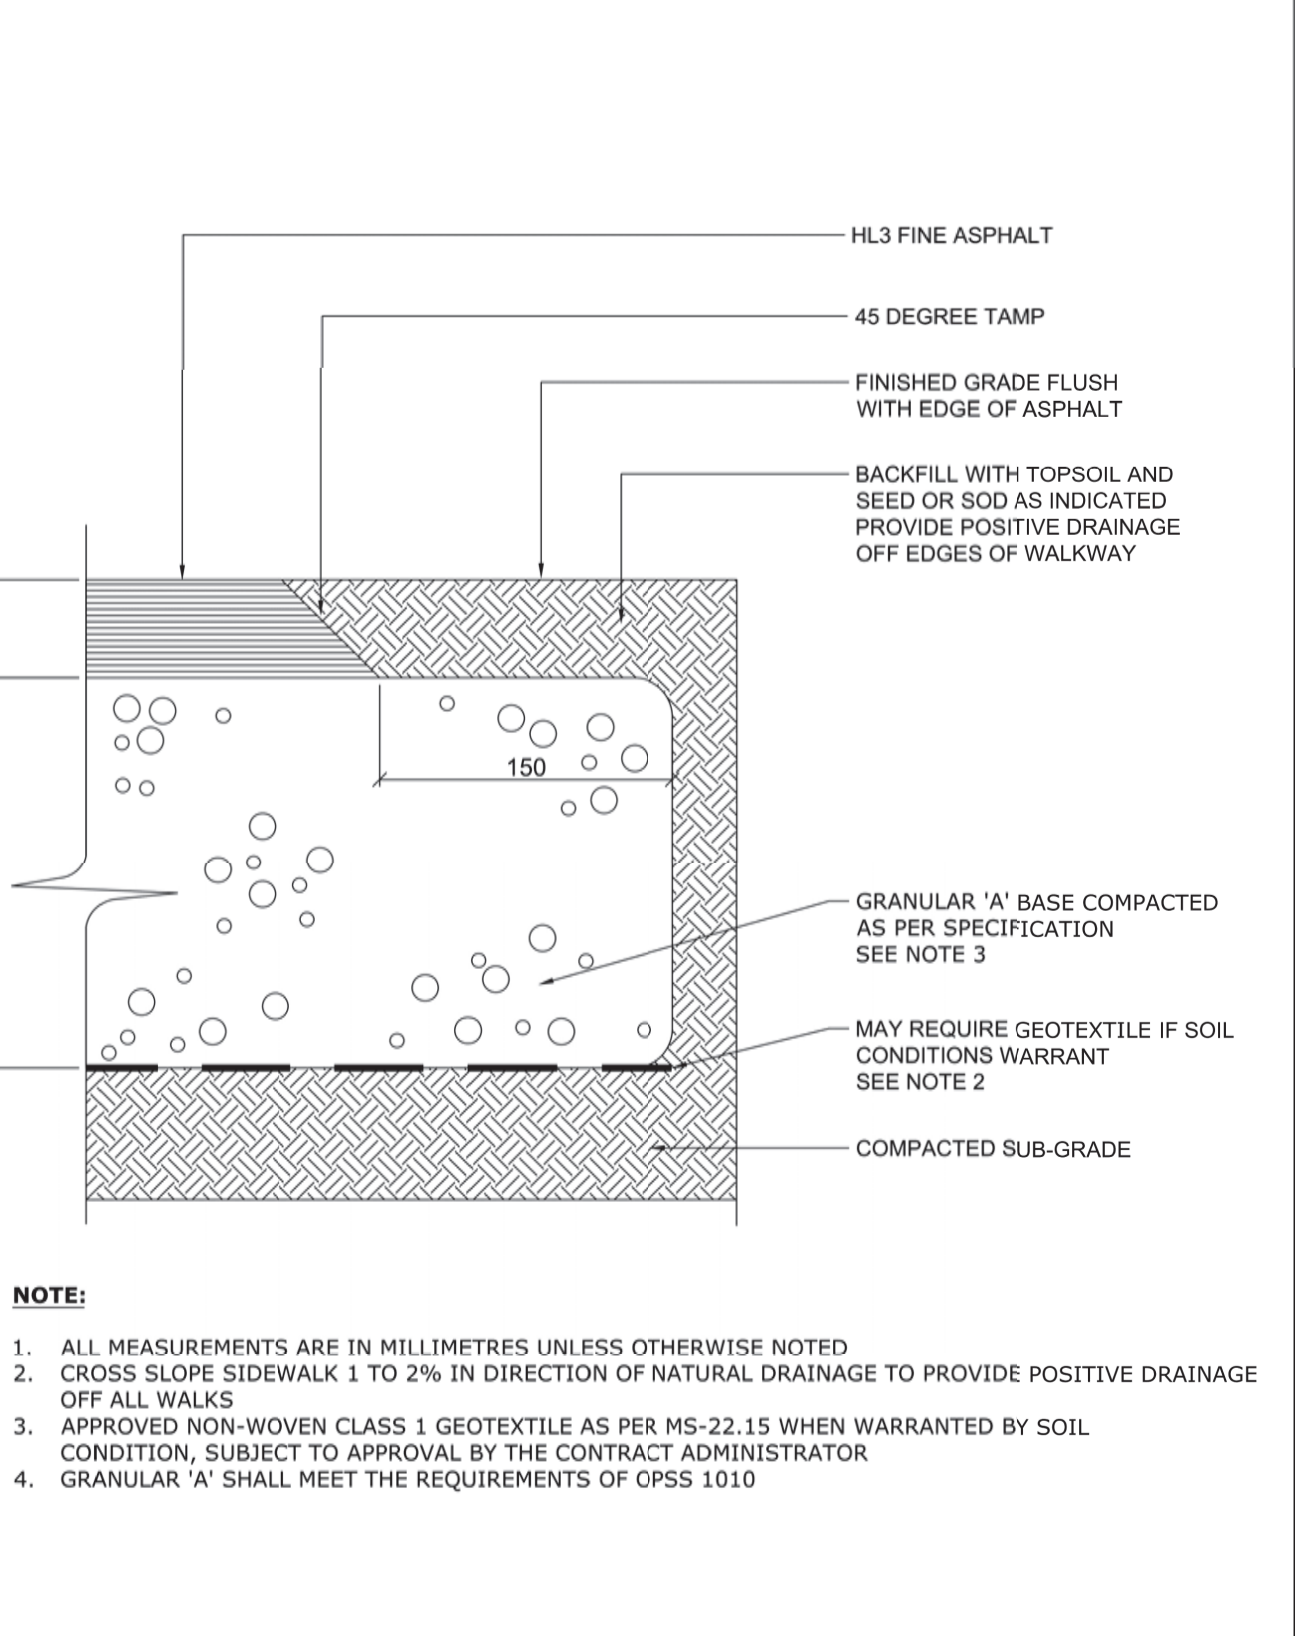 HL3 FINE ASPHALT
45 DEGREE TAMP
FINISHED GRADE FLUSH
WITH EDGE OF ASPHALT
BACKFILL WITH TOPSOIL AND
SEED OR SOD AS INDICATED
PROVIDE POSITIVE DRAINAGE
OFF EDGES OF WALKWAY
150
GRANULAR 'A' BASE COMPACTED
AS PER SPECIFICATION
SEE NOTE 3
MAY REQUIRE GEOTEXTILE IF SOIL
CONDITIONS WARRANT
SEE NOTE 2
COMPACTED SUB-GRADE
NOTE:
1. ALL MEASUREMENTS ARE IN MILLIMETRES UNLESS OTHERWISE NOTED
2. CROSS SLOPE SIDEWALK 1 TO 2% IN DIRECTION OF NATURAL DRAINAGE TO PROVIDE POSITIVE DRAINAGE
OFF ALL WALKS
3. APPROVED NON-WOVEN CLASS 1 GEOTEXTILE AS PER MS-22.15 WHEN WARRANTED BY SOIL
CONDITION, SUBJECT TO APPROVAL BY THE CONTRACT ADMINISTRATOR
4. GRANULAR 'A' SHALL MEET THE REQUIREMENTS OF OPSS 1010